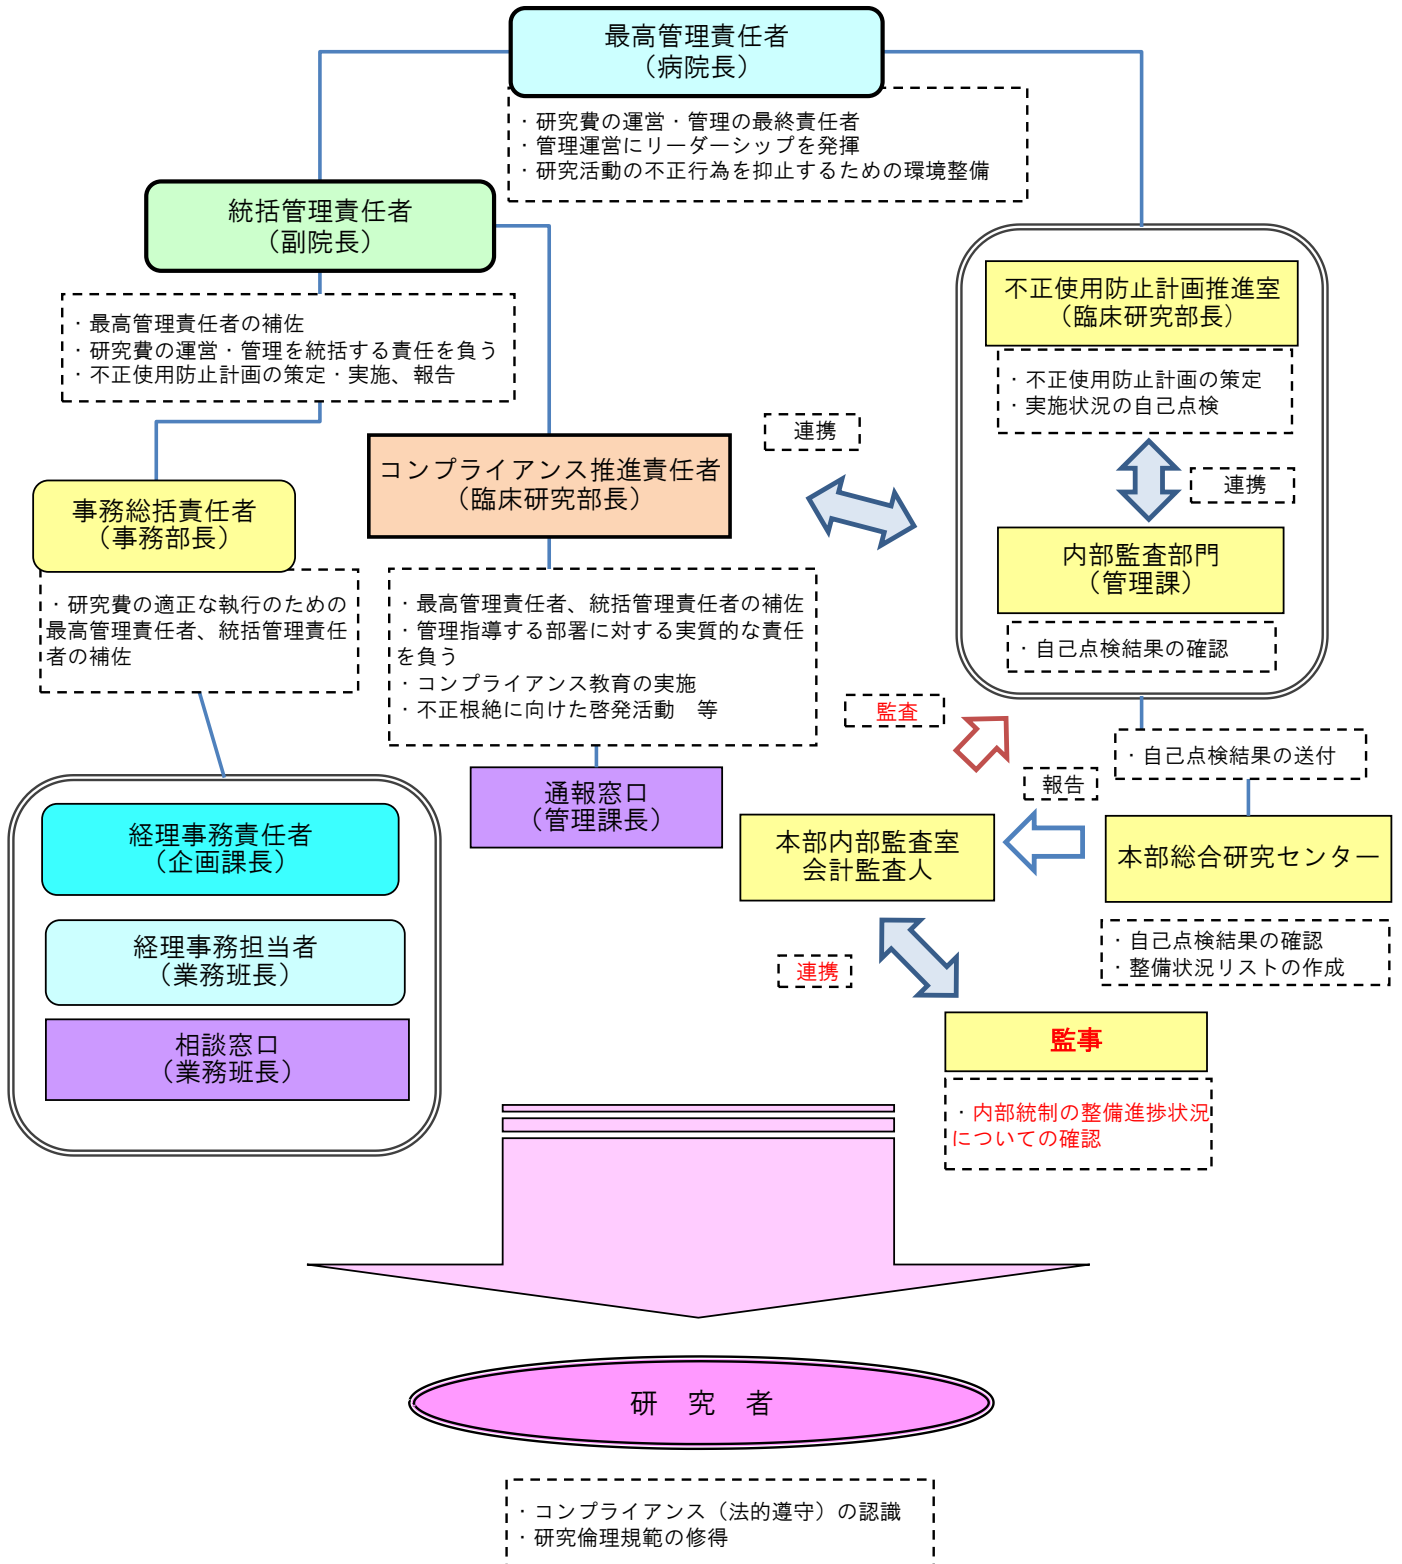 最高管理責任者
（病院長）
・研究費の運営・管理の最終責任者
・管理運営にリーダーシップを発揮
・研究活動の不正行為を抑止するための環境整備
統括管理責任者
（副院長）
・最高管理責任者の補佐
・研究費の運営・管理を統括する責任を負う
・不正使用防止計画の策定・実施、報告
不正使用防止計画推進室
（臨床研究部長）
・不正使用防止計画の策定
・実施状況の自己点検
連携
内部監査部門
（管理課）
・自己点検結果の確認
連携
コンプライアンス推進責任者
（臨床研究部長）
・最高管理責任者、統括管理責任者の補佐
・管理指導する部署に対する実質的な責任
を負う
・コンプライアンス教育の実施
・不正根絶に向けた啓発活動　等
事務総括責任者
（事務部長）
・研究費の適正な執行のための
最高管理責任者、統括管理責任
者の補佐
経理事務責任者
（企画課長）
経理事務担当者
（業務班長）
相談窓口
（業務班長）
通報窓口
（管理課長）
監査
・自己点検結果の送付
報告
本部内部監査室
会計監査人
本部総合研究センター
・自己点検結果の確認
・整備状況リストの作成
連携
監事
・内部統制の整備進捗状況
についての確認
研　究　者
・コンプライアンス（法的遵守）の認識
・研究倫理規範の修得